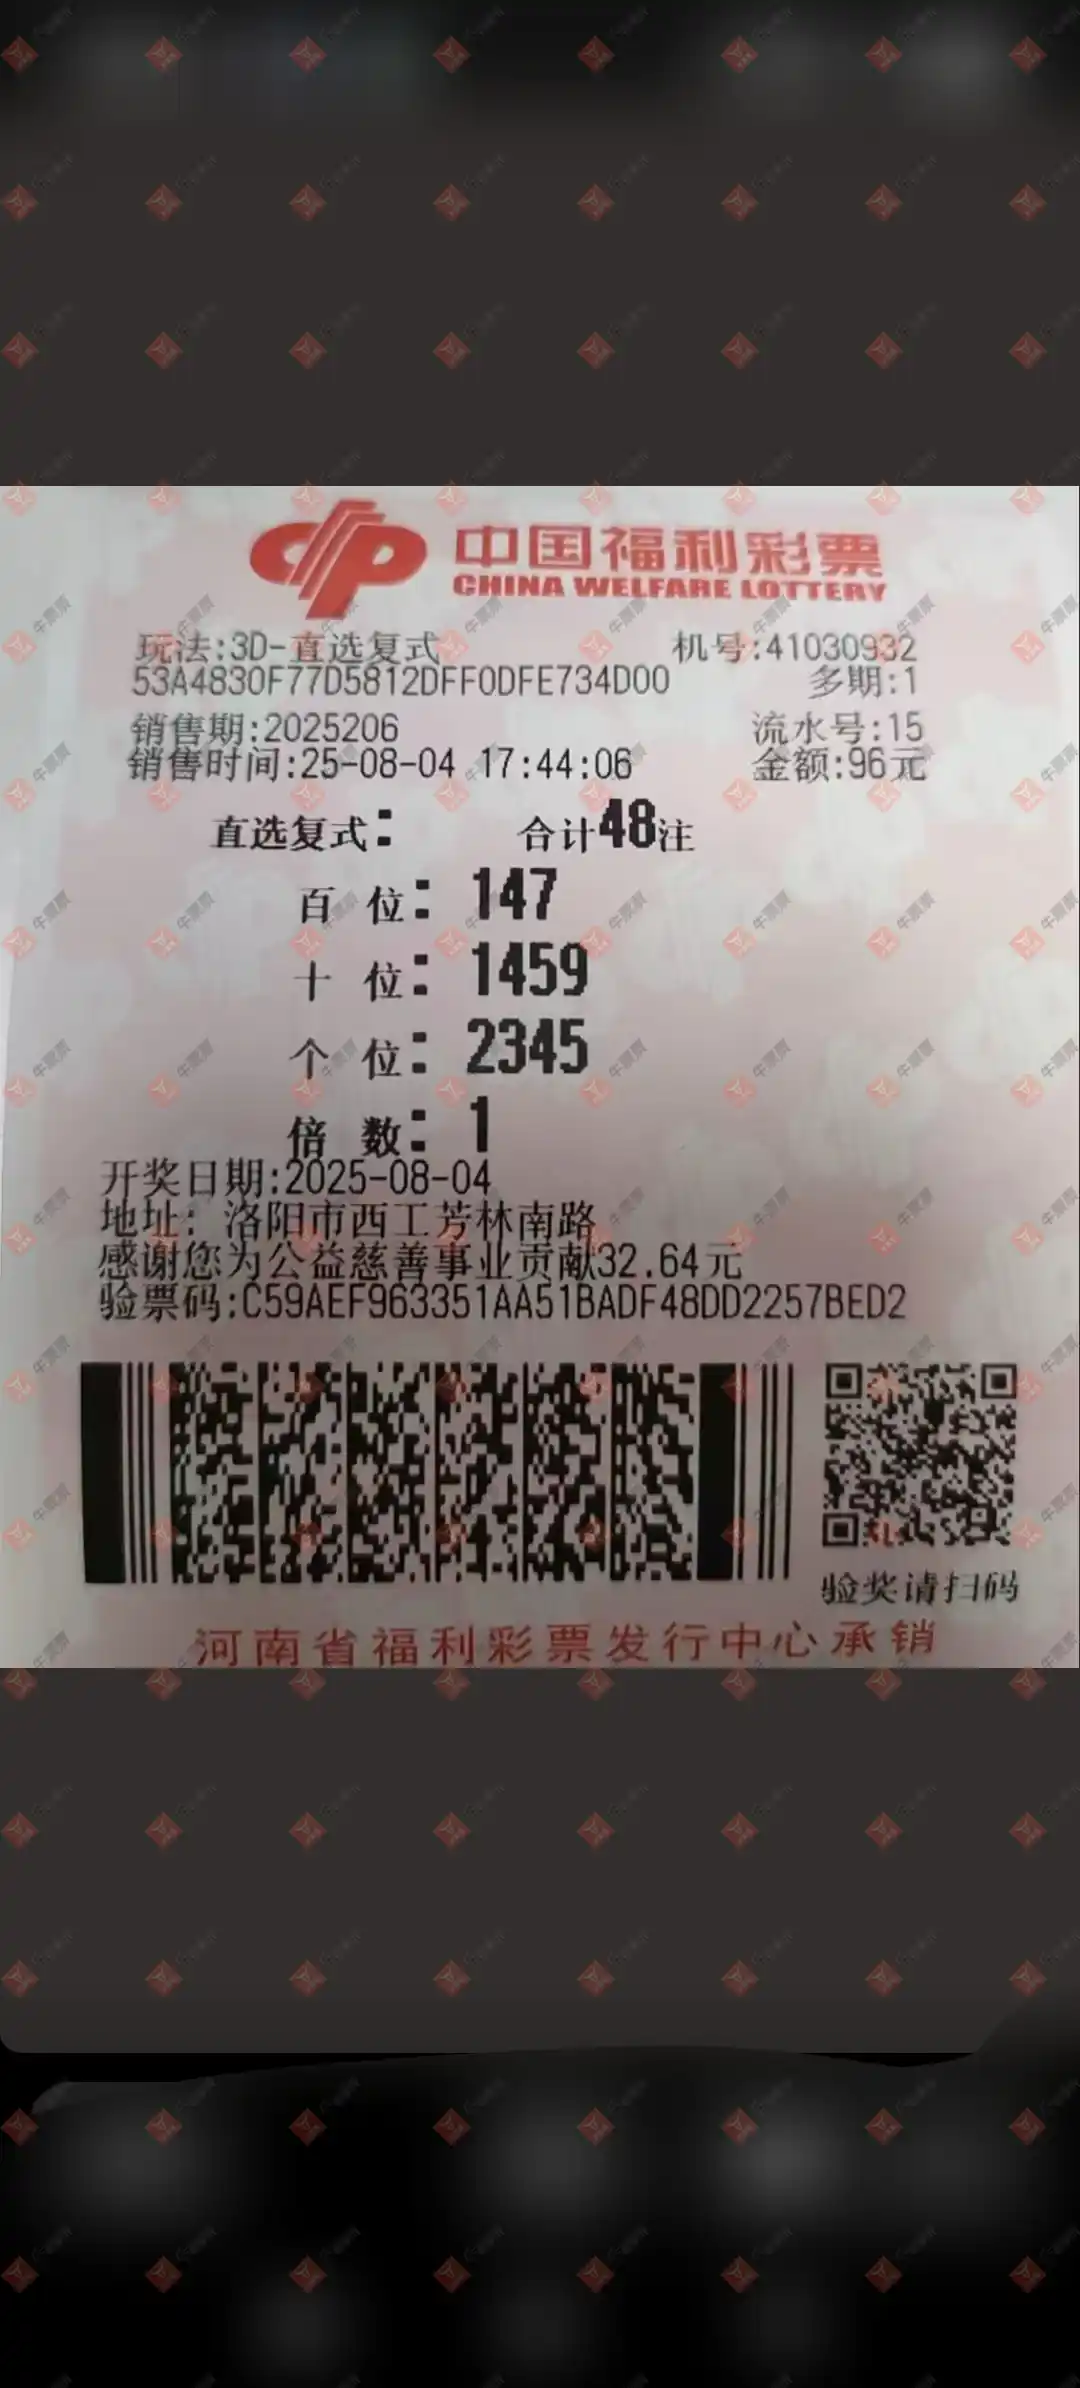 中国福利彩票
CHINA WELFARE LOTTERY
玩法:3D-直选复式 机号:41030932
53A4830F77D5812DFF0DFE734D00 多期:1
销售期:2025206 流水号:15
销售时间:25-08-04 17:44:06 金额:96元
直选复式: 合计48注
百 位: 147
十 位: 1459
个 位: 2345
倍 数: 1
开奖日期:2025-08-04
地址: 洛阳市西工芳林南路
感谢您为公益慈善事业贡献32.64元
验票码:C59AEF963351AA51BADF48DD2257BED2
验奖请扫码
河南省福利彩票发行中心承销
牛票票